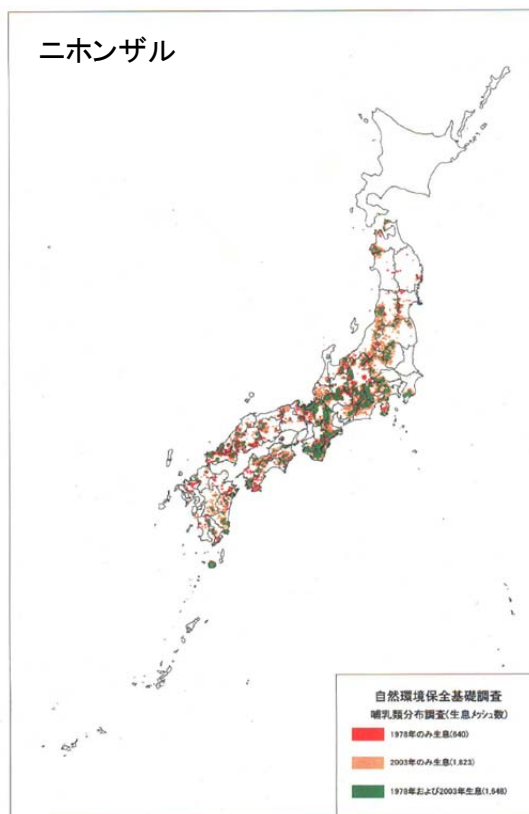 ニホンザル
自然環境保全基礎調査
哺乳類分布調査(生息メッシュ数)
1978年のみ生息(640)
2003年のみ生息(1,823)
1978年および2003年生息(1,648)